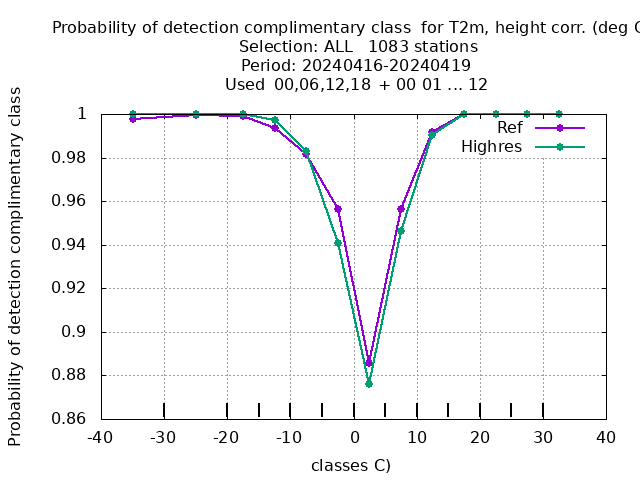 Probability of detection complimentary class for T2m, height corr. (deg
Selection: ALL 1083 stations
Period: 20240416-20240419
Used 00,06,12,18 + 00 01 ... 12
Probability of detection complimentary class
1
0.98
0.96
0.94
0.92
0.9
0.88
0.86
Ref
Highres
-40 -30 -20 -10 0 10 20 30 40
classes C)